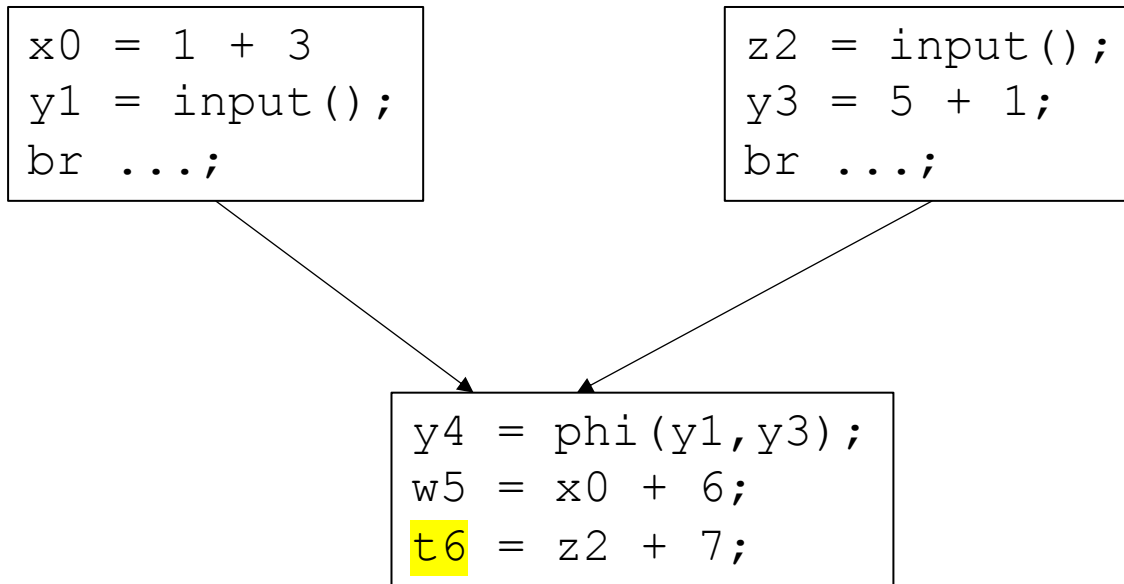 x0 = 1 + 3
y1 = input();
br ...;
z2 = input();
y3 = 5 + 1;
br ...;
y4 = phi(y1,y3);
w5 = x0 + 6;
t6 = z2 + 7;